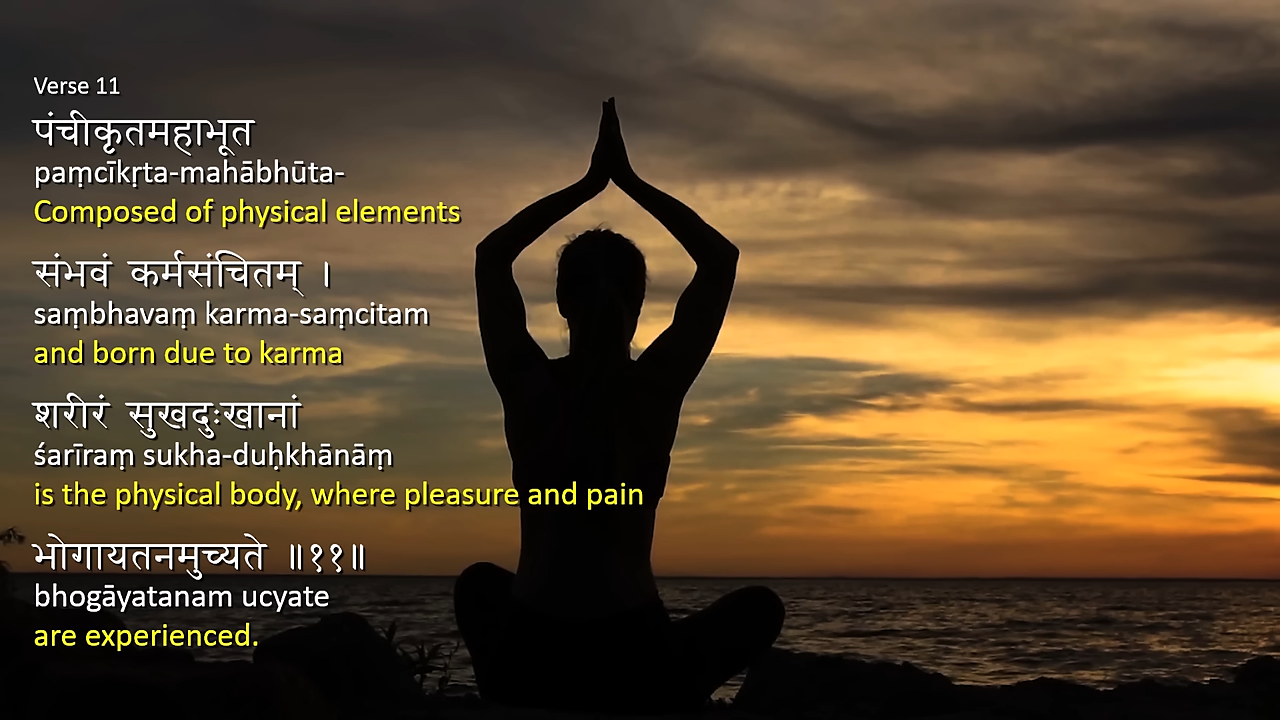 Verse 11
पंचीकृतमहाभूत
paṃcīkṛta-mahābhūta-
Composed of physical elements
संभवं कर्मसंचितम् ।
saṃbhavaṃ karma-saṃcitam
and born due to karma
शरीरं सुखदुःखानां
śarīraṃ sukha-duḥkhānāṃ
is the physical body, where pleasure and pain
भोगायतनमुच्यते ॥११॥
bhogāyatanam ucyate
are experienced.